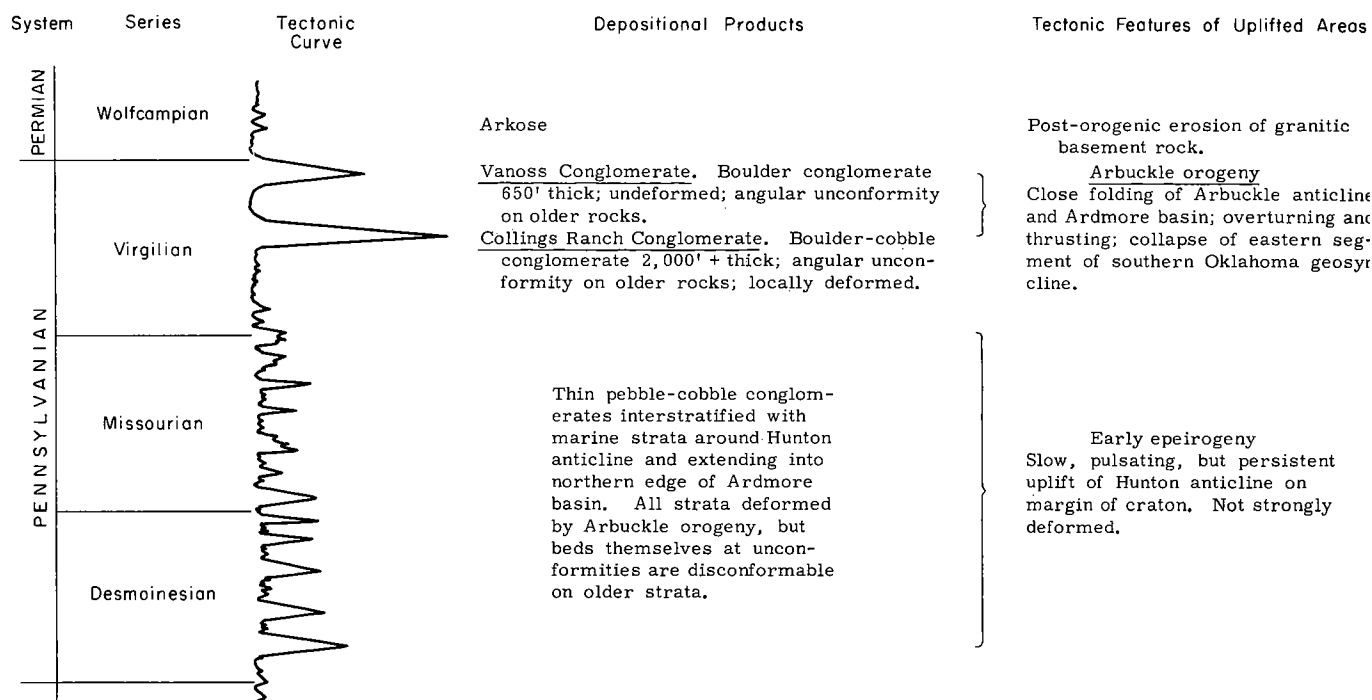 System
Series
Tectonic
Curve
Depositional Products
Tectonic Features of Uplifted Areas
PERMIAN
PENNSYLVANIAN
Wolfcampian
Virgilian
Missourian
Desmoinesian
Arkose
Vanoss Conglomerate. Boulder conglomerate
650' thick; undeformed; angular unconformity
on older rocks.
Collings Ranch Conglomerate. Boulder-cobble
conglomerate 2,000' + thick; angular uncon-
formity on older rocks; locally deformed.
Thin pebble-cobble conglom-
erates interstratified with
marine strata around Hunton
anticline and extending into
northern edge of Ardmore
basin. All strata deformed
by Arbuckle orogeny, but
beds themselves at uncon-
formities are disconformable
on older strata.
Post-orogenic erosion of granitic
basement rock.
Arbuckle orogeny
Close folding of Arbuckle anticline
and Ardmore basin; overturning and
thrusting; collapse of eastern seg-
ment of southern Oklahoma geosyn
cline.
Early epeirogeny
Slow, pulsating, but persistent
uplift of Hunton anticline on
margin of craton. Not strongly
deformed.